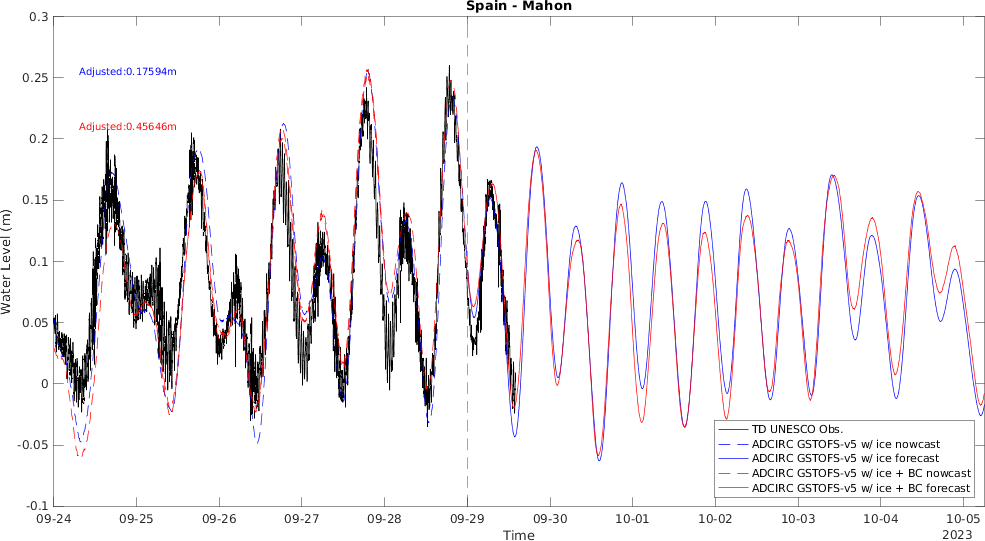 Spain - Mahon
Adjusted:0.17594m
Adjusted:0.45646m
Water Level (m)
0.3
0.25
0.2
0.15
0.1
0.05
0
-0.05
-0.1
TD UNESCO Obs.
ADCIRC GSTOFS-v5 w/ ice nowcast
ADCIRC GSTOFS-v5 w/ ice forecast
ADCIRC GSTOFS-v5 w/ ice + BC nowcast
ADCIRC GSTOFS-v5 w/ ice + BC forecast
09-24 09-25 09-26 09-27 09-28 09-29 09-30 10-01 10-02 10-03 10-04 10-05
Time
2023